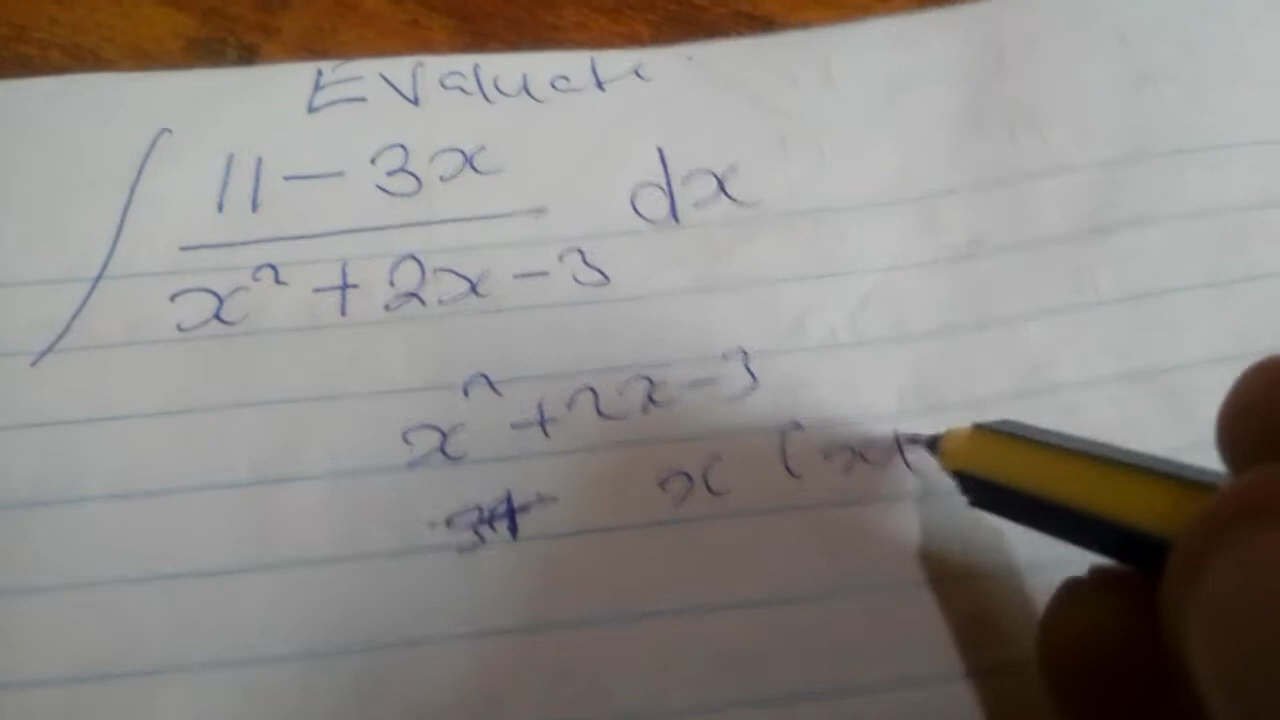 Evaluate
∫ 11 - 3x dx
x² + 2x - 3
x² + 2x - 3
x (x+